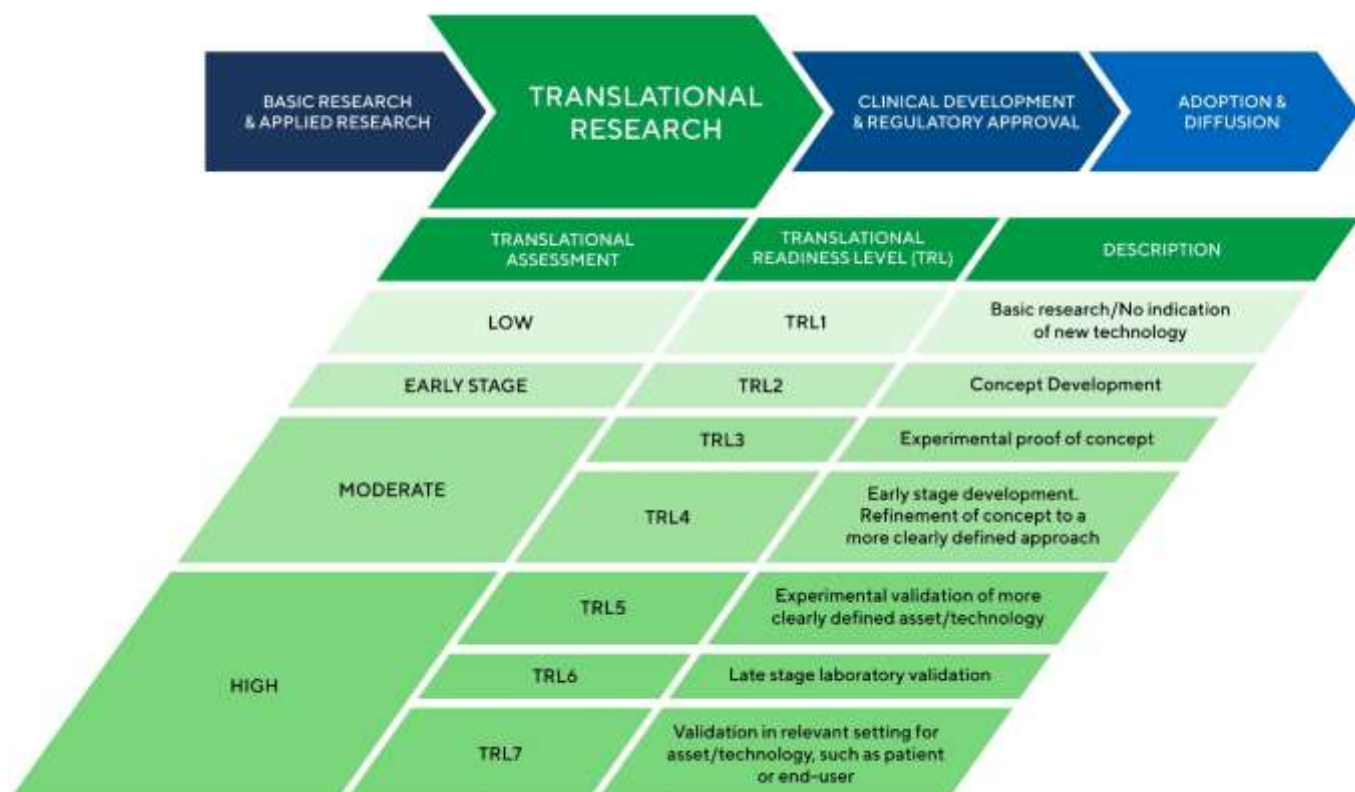 BASIC RESEARCH
& APPLIED RESEARCH
TRANSLATIONAL
RESEARCH
CLINICAL DEVELOPMENT
& REGULATORY APPROVAL
ADOPTION &
DIFFUSION
TRANSLATIONAL
ASSESSMENT
TRANSLATIONAL
READINESS LEVEL (TRL)
DESCRIPTION
LOW
TRL1
Basic research/No indication
of new technology
EARLY STAGE
TRL2
Concept Development
MODERATE
TRL3
Experimental proof of concept
TRL4
Early stage development.
Refinement of concept to a
more clearly defined approach
HIGH
TRL5
Experimental validation of more
clearly defined asset/technology
TRL6
Late stage laboratory validation
TRL7
Validation in relevant setting for
asset/technology, such as patient
or end-user